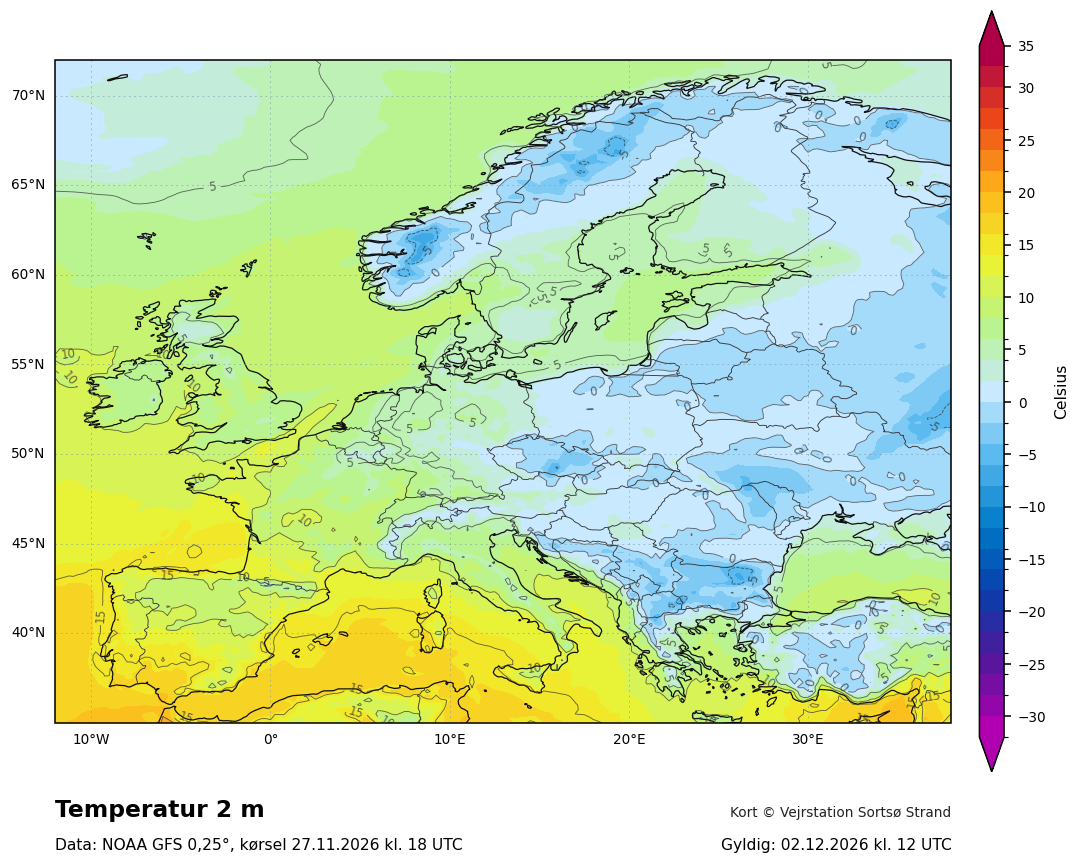 70°N
65°N
60°N
55°N
50°N
45°N
40°N
10°W 0° 10°E 20°E 30°E
35
30
25
20
15
10
5
0
−5
−10
−15
−20
−25
−30
Celsius
Temperatur 2 m
Kort © Vejrstation Sortsø Strand
Data: NOAA GFS 0,25°, kørsel 27.11.2026 kl. 18 UTC
Gyldig: 02.12.2026 kl. 12 UTC